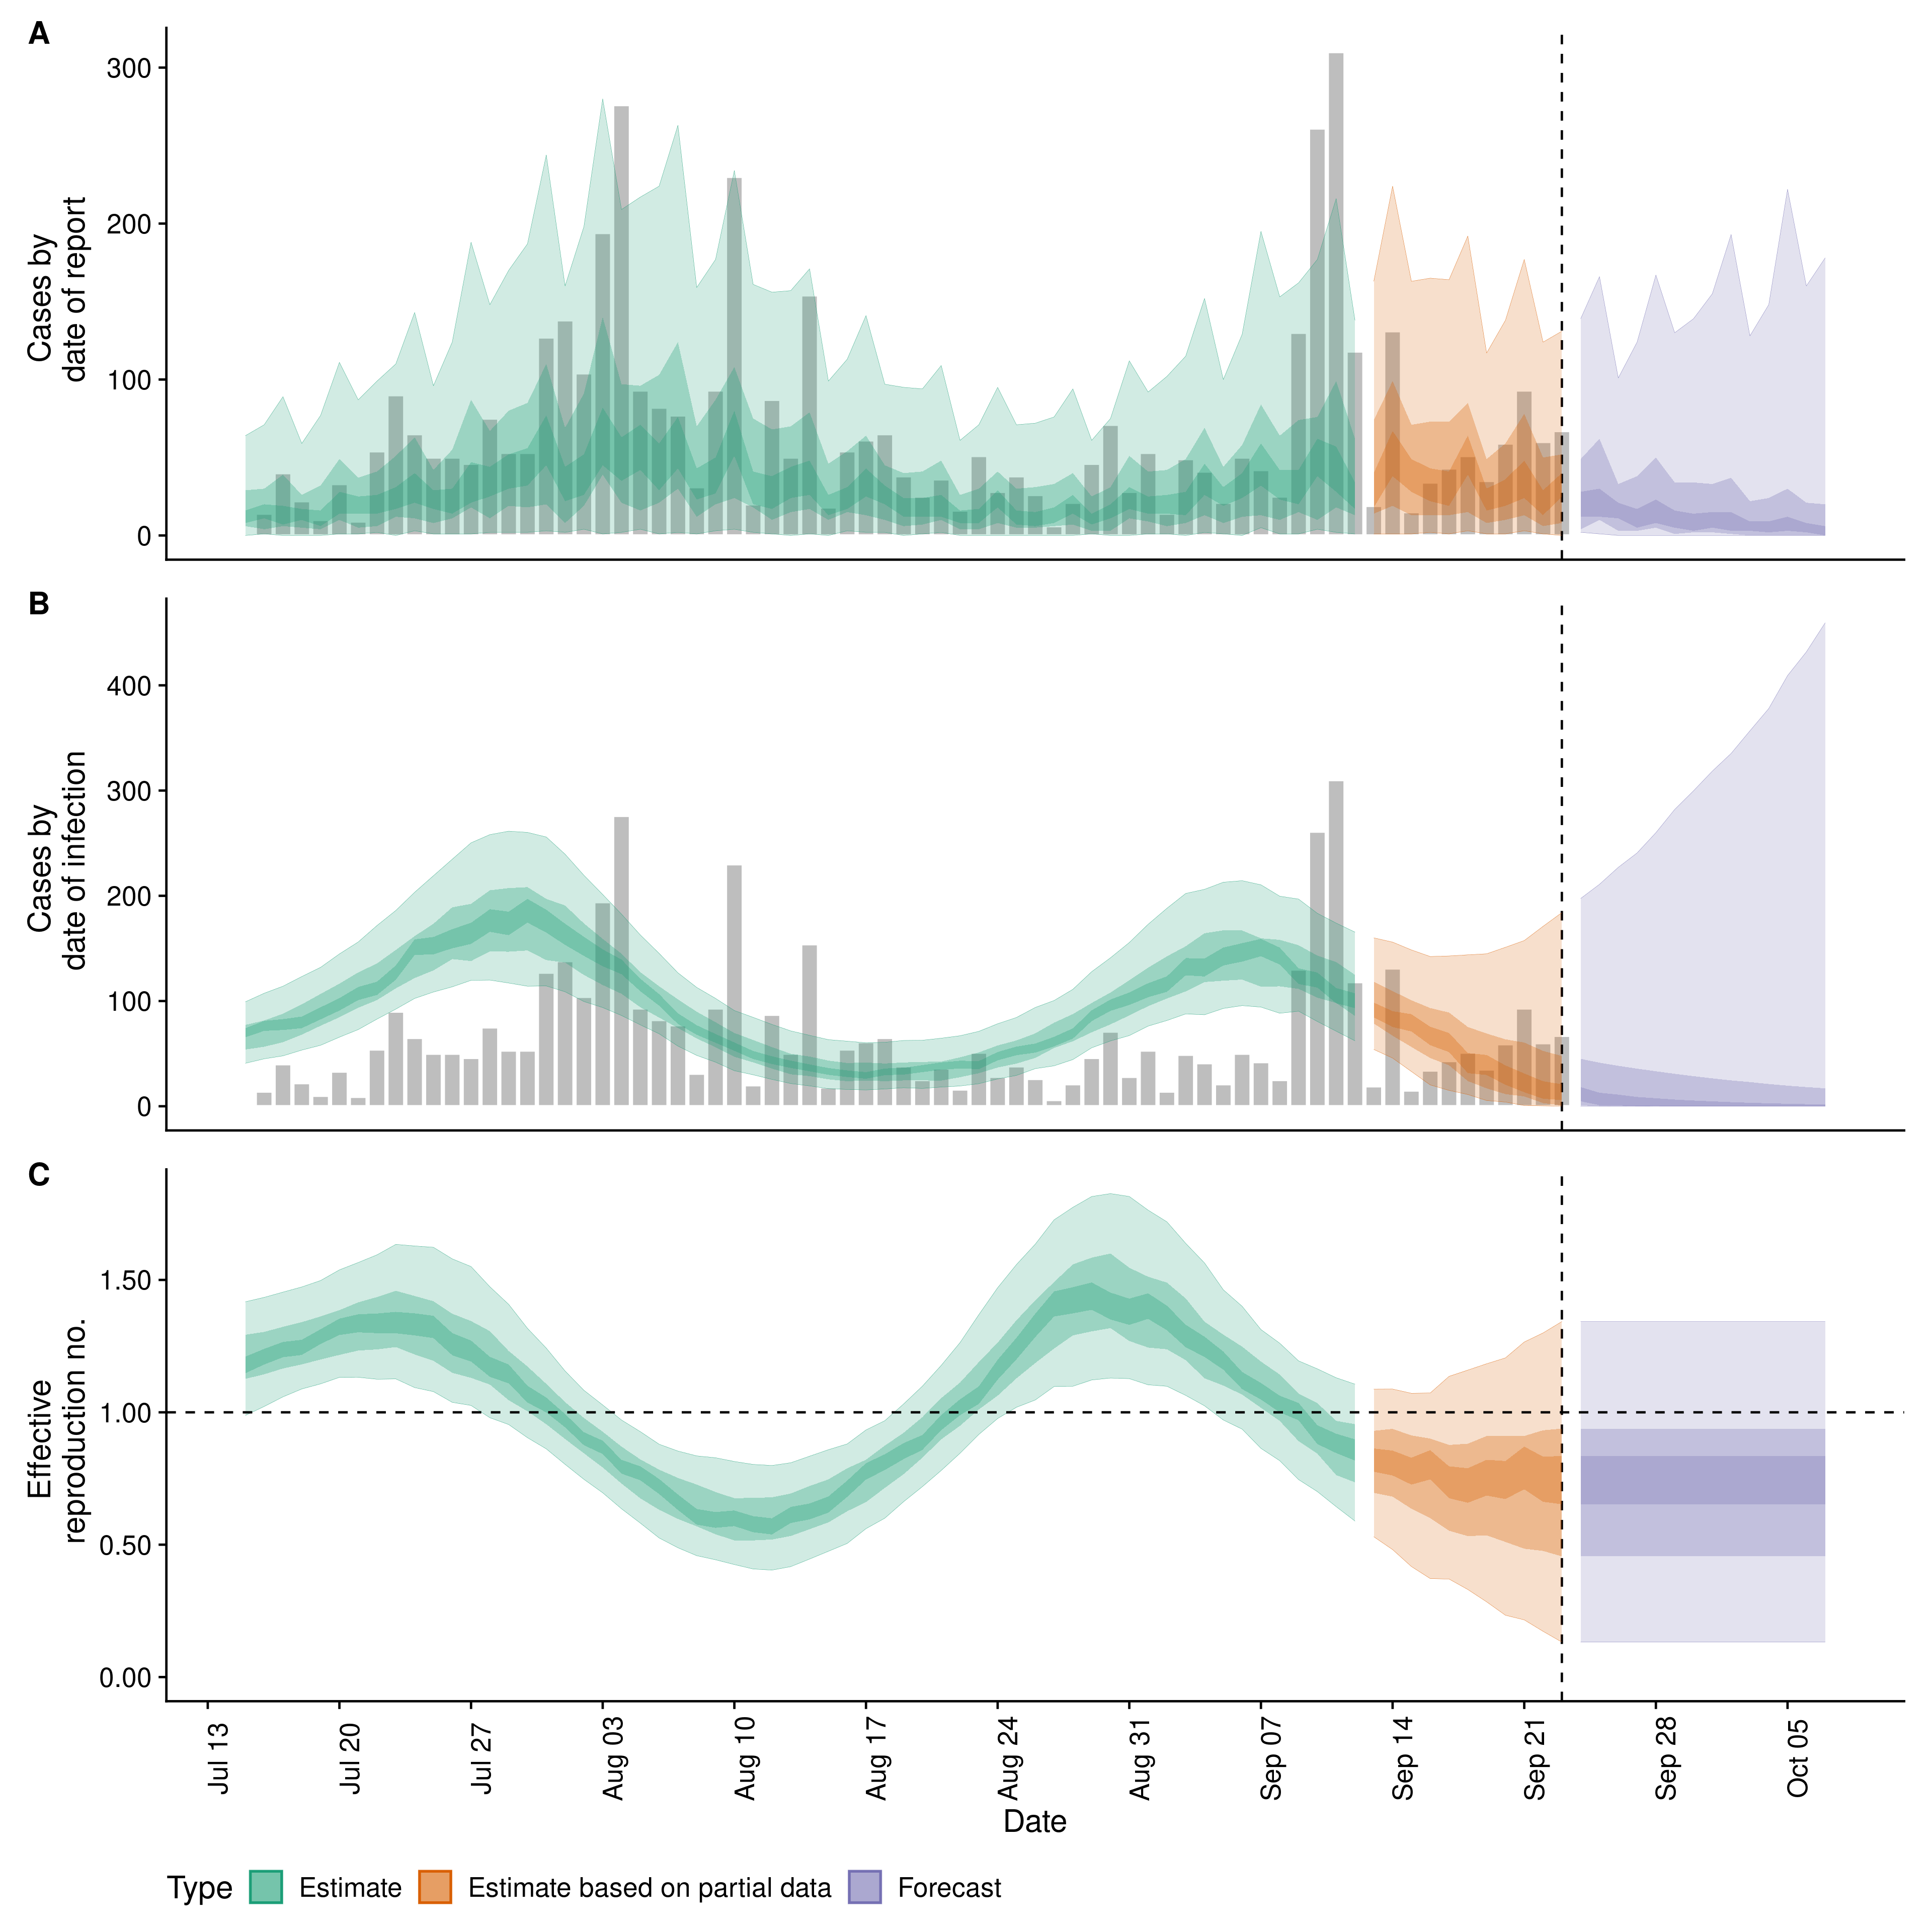 A
Cases by
date of report
300
200
100
0
B
Cases by
date of infection
400
300
200
100
0
C
Effective
reproduction no.
1.50
1.00
0.50
0.00
Jul 13
Jul 20
Jul 27
Aug 03
Aug 10
Aug 17
Aug 24
Aug 31
Sep 07
Sep 14
Sep 21
Sep 28
Oct 05
Date
Type Estimate Estimate based on partial data Forecast